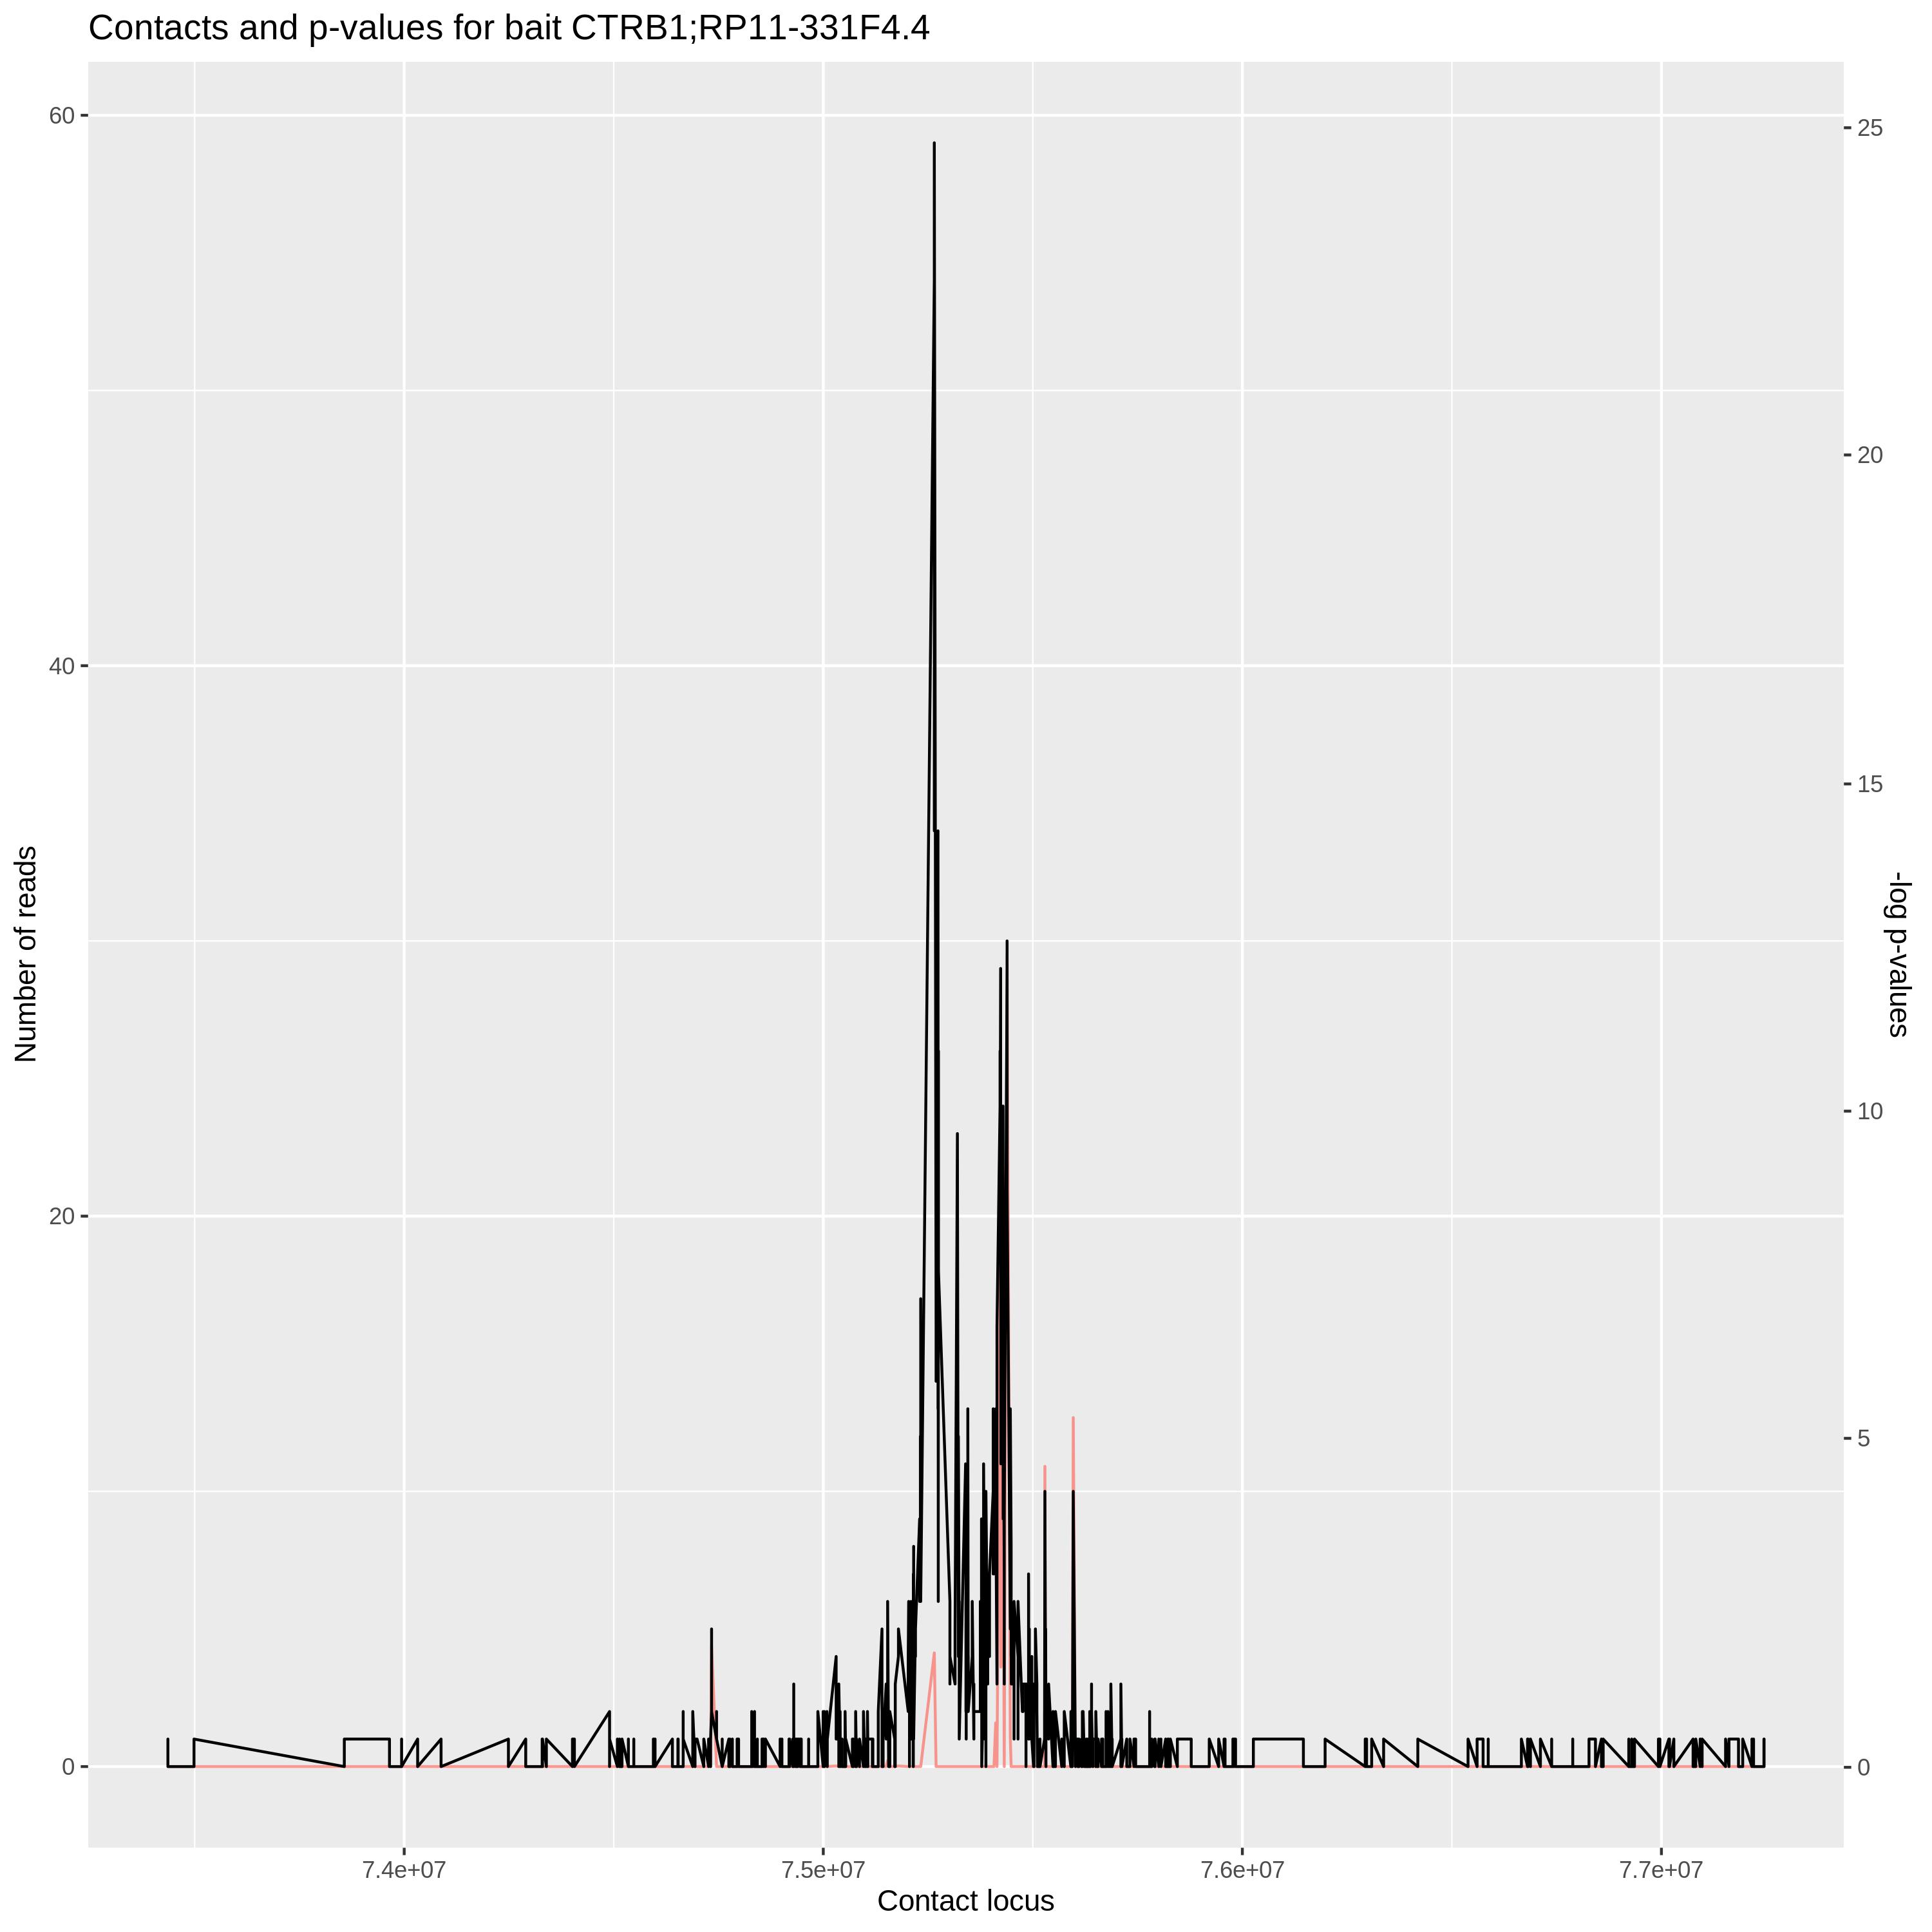 Contacts and p-values for bait CTRB1;RP11-331F4.4
60
40
20
0
Number of reads
25
20
15
10
5
0
-log p-values
7.4e+07
7.5e+07
7.6e+07
7.7e+07
Contact locus